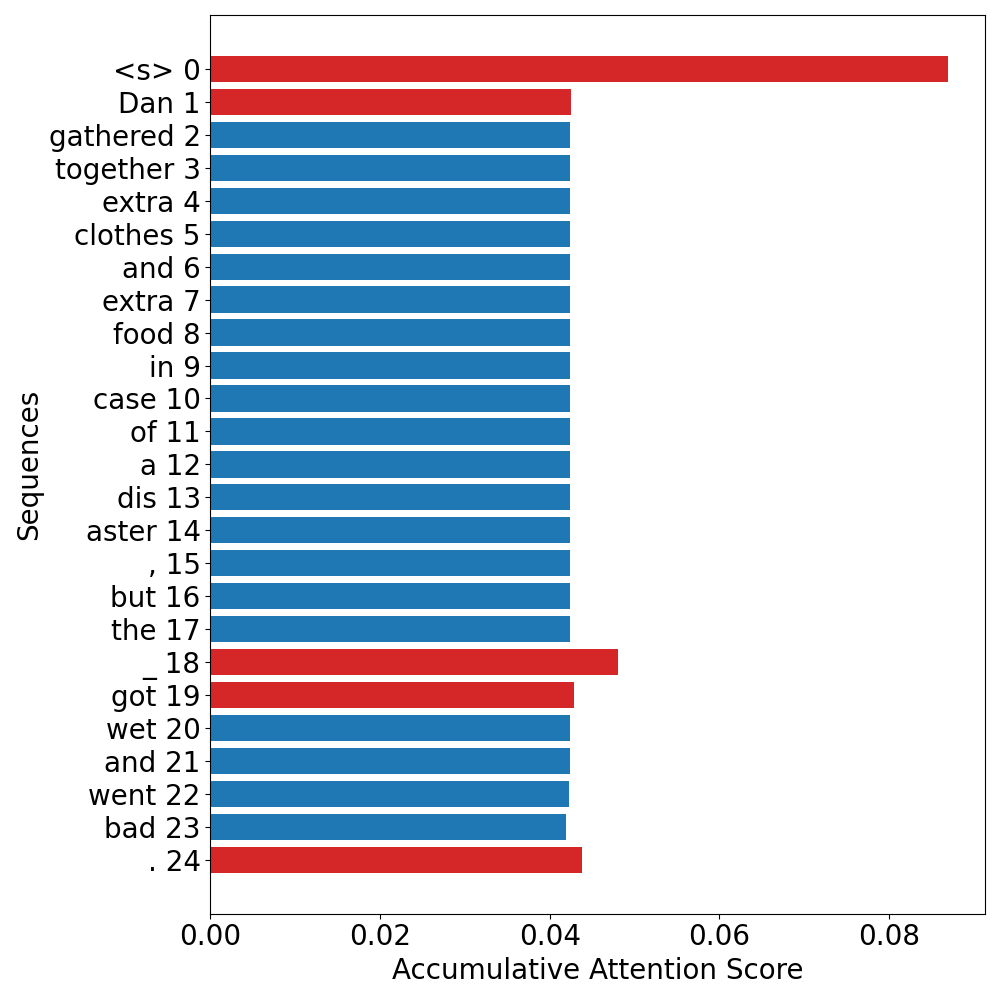 <s> 0
Dan 1
gathered 2
together 3
extra 4
clothes 5
and 6
extra 7
food 8
in 9
case 10
of 11
a 12
dis 13
aster 14
, 15
but 16
the 17
_ 18
got 19
wet 20
and 21
went 22
bad 23
. 24
Sequences
0.00 0.02 0.04 0.06 0.08
Accumulative Attention Score